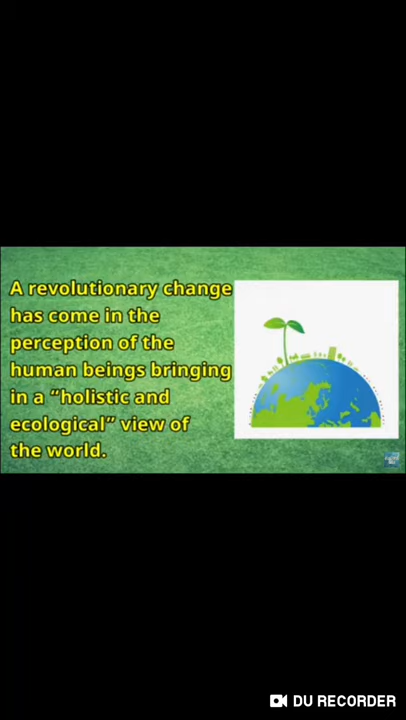 A revolutionary change
has come in the
perception of the
human beings bringing
in a “holistic and
ecological” view of
the world.
DU RECORDER